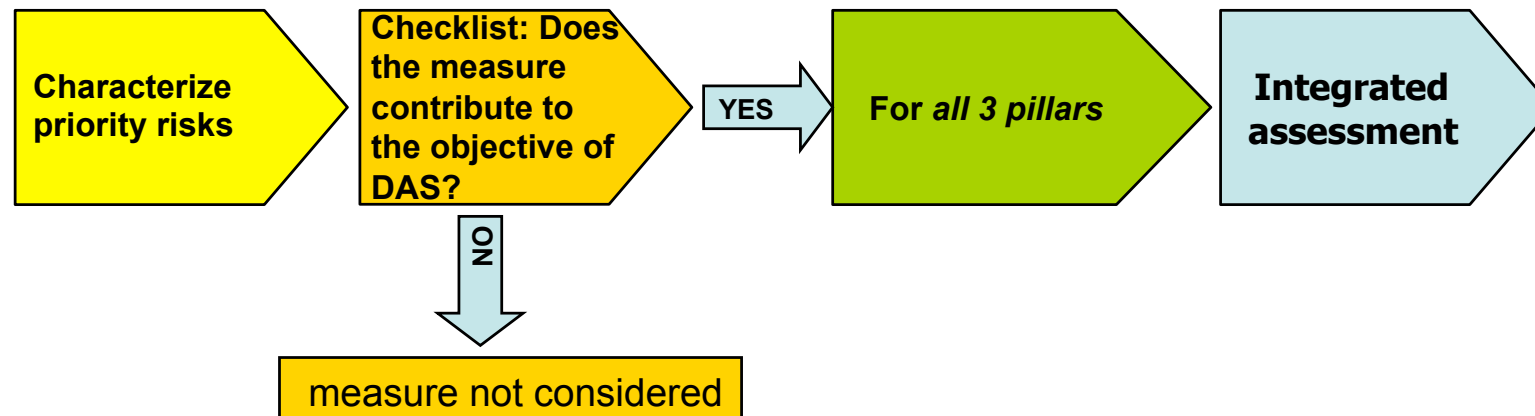 Characterize
priority risks
Checklist: Does
the measure
contribute to
the objective of
DAS?
YES
For all 3 pillars
Integrated
assessment
NO
measure not considered